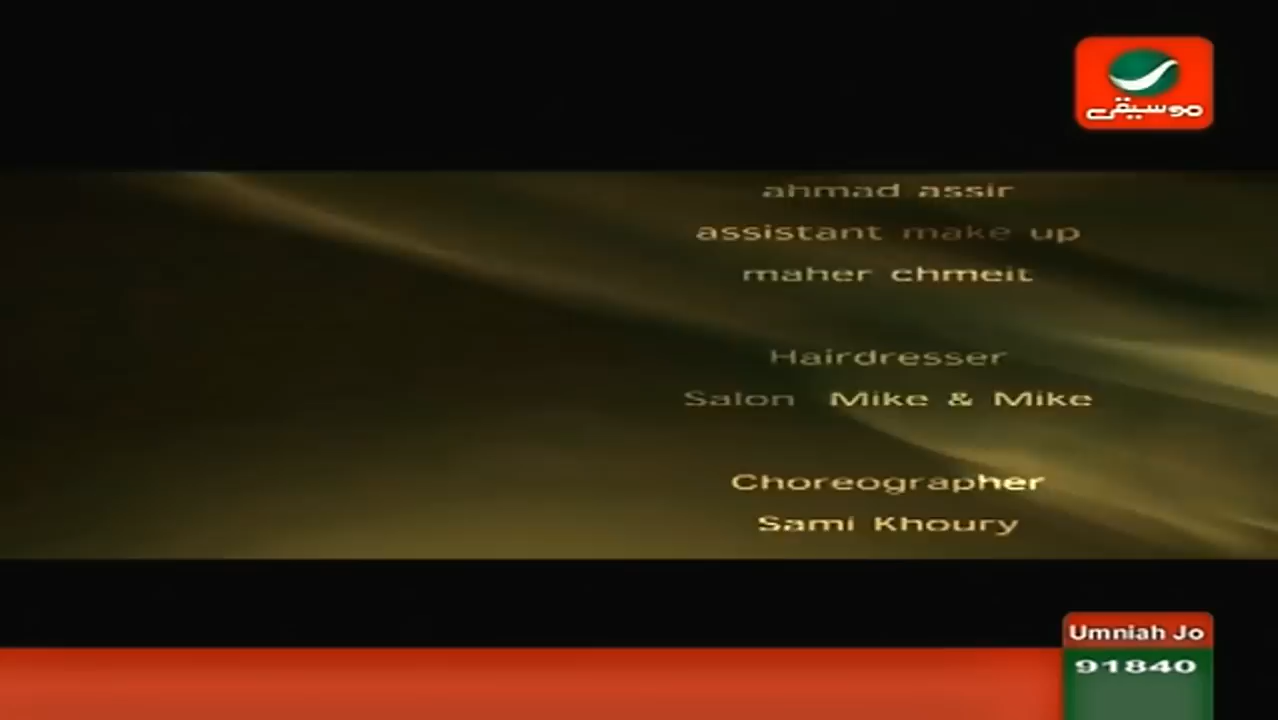 موسيقى
ahmad assir
assistant make up
maher chmeit
Hairdresser
Salon Mike & Mike
Choreographer
Sami Khoury
Umniah Jo
91840